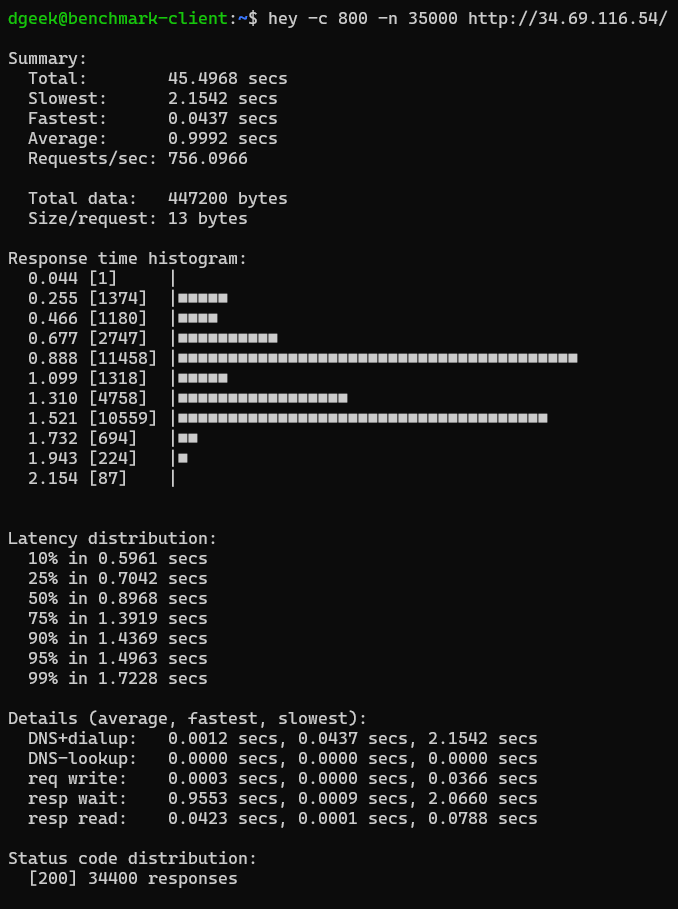 dgeek@benchmark-client:~$ hey -c 800 -n 35000 http://34.69.116.54/
Summary:
Total: 45.4968 secs
Slowest: 2.1542 secs
Fastest: 0.0437 secs
Average: 0.9992 secs
Requests/sec: 756.0966
Total data: 447200 bytes
Size/request: 13 bytes
Response time histogram:
0.044 [1] |
0.255 [1374] |■■■■■
0.466 [1180] |■■■■
0.677 [2747] |■■■■■■■■■■
0.888 [11458] |■■■■■■■■■■■■■■■■■■■■■■■■■■■■■■■■■■■■■■■■
1.099 [1318] |■■■■■
1.310 [4758] |■■■■■■■■■■■■■■■■■
1.521 [10559] |■■■■■■■■■■■■■■■■■■■■■■■■■■■■■■■■■■■■■
1.732 [694] |■■
1.943 [224] |■
2.154 [87] |
Latency distribution:
10% in 0.5961 secs
25% in 0.7042 secs
50% in 0.8968 secs
75% in 1.3919 secs
90% in 1.4369 secs
95% in 1.4963 secs
99% in 1.7228 secs
Details (average, fastest, slowest):
DNS+dialup: 0.0012 secs, 0.0437 secs, 2.1542 secs
DNS-lookup: 0.0000 secs, 0.0000 secs, 0.0000 secs
req write: 0.0003 secs, 0.0000 secs, 0.0366 secs
resp wait: 0.9553 secs, 0.0009 secs, 2.0660 secs
resp read: 0.0423 secs, 0.0001 secs, 0.0788 secs
Status code distribution:
[200] 34400 responses